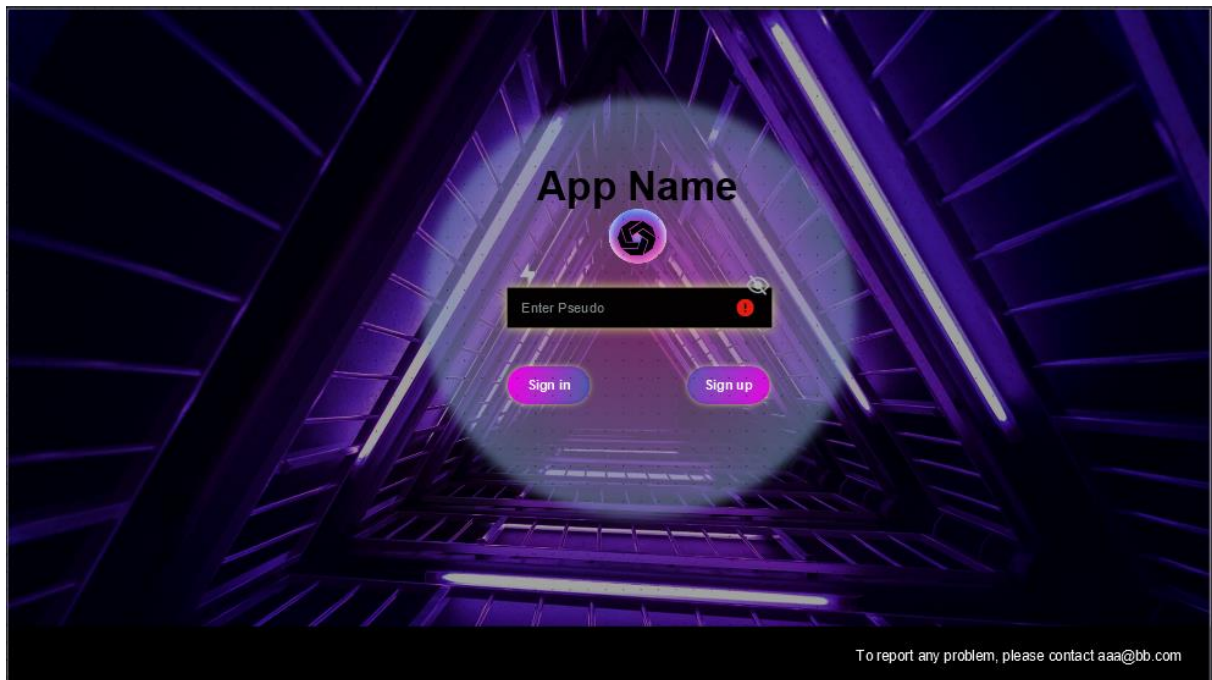 App Name
Enter Pseudo
Sign in
Sign up
To report any problem, please contact aaa@bb.com